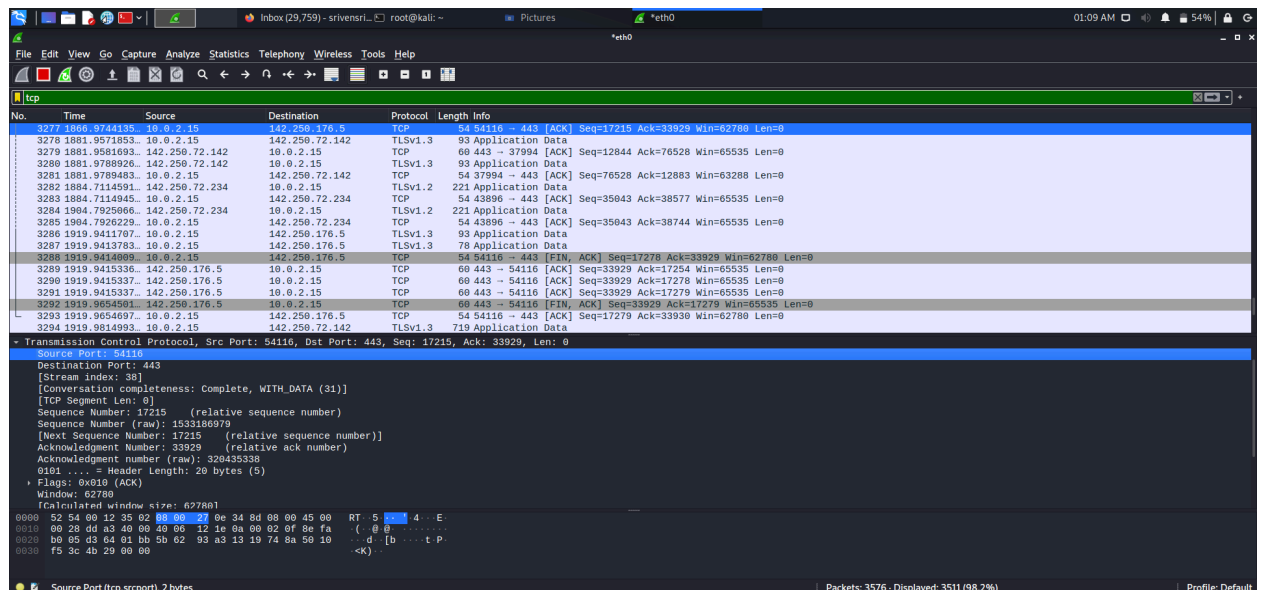 Inbox (29,759) - srivensri... root@kali: ~ Pictures *eth0 01:09 AM 54%
*eth0
File Edit View Go Capture Analyze Statistics Telephony Wireless Tools Help
tcp
No. Time Source Destination Protocol Length Info
3277 1866.9744135… 10.0.2.15 142.250.176.5 TCP 54 54116 → 443 [ACK] Seq=17215 Ack=33929 Win=62780 Len=0
3278 1881.9571853… 10.0.2.15 142.250.72.142 TLSv1.3 93 Application Data
3279 1881.9581693… 142.250.72.142 10.0.2.15 TCP 60 443 → 37994 [ACK] Seq=12844 Ack=76528 Win=65535 Len=0
3280 1881.9788926… 142.250.72.142 10.0.2.15 TLSv1.3 93 Application Data
3281 1881.9789483… 10.0.2.15 142.250.72.142 TCP 54 37994 → 443 [ACK] Seq=76528 Ack=12883 Win=63288 Len=0
3282 1884.7114591… 142.250.72.234 10.0.2.15 TLSv1.2 221 Application Data
3283 1884.7114945… 10.0.2.15 142.250.72.234 TCP 54 43896 → 443 [ACK] Seq=35043 Ack=38577 Win=65535 Len=0
3284 1904.7925066… 142.250.72.234 10.0.2.15 TLSv1.2 221 Application Data
3285 1904.7926229… 10.0.2.15 142.250.72.234 TCP 54 43896 → 443 [ACK] Seq=35043 Ack=38744 Win=65535 Len=0
3286 1919.9411707… 10.0.2.15 142.250.176.5 TLSv1.3 93 Application Data
3287 1919.9413783… 10.0.2.15 142.250.176.5 TLSv1.3 78 Application Data
3288 1919.9414009… 10.0.2.15 142.250.176.5 TCP 54 54116 → 443 [FIN, ACK] Seq=17278 Ack=33929 Win=62780 Len=0
3289 1919.9415336… 142.250.176.5 10.0.2.15 TCP 60 443 → 54116 [ACK] Seq=33929 Ack=17254 Win=65535 Len=0
3290 1919.9415337… 142.250.176.5 10.0.2.15 TCP 60 443 → 54116 [ACK] Seq=33929 Ack=17278 Win=65535 Len=0
3291 1919.9415337… 142.250.176.5 10.0.2.15 TCP 60 443 → 54116 [ACK] Seq=33929 Ack=17279 Win=65535 Len=0
3292 1919.9654501… 142.250.176.5 10.0.2.15 TCP 60 443 → 54116 [FIN, ACK] Seq=33929 Ack=17279 Win=65535 Len=0
3293 1919.9654697… 10.0.2.15 142.250.176.5 TCP 54 54116 → 443 [ACK] Seq=17279 Ack=33930 Win=62780 Len=0
3294 1919.9814993… 10.0.2.15 142.250.72.142 TLSv1.3 719 Application Data
Transmission Control Protocol, Src Port: 54116, Dst Port: 443, Seq: 17215, Ack: 33929, Len: 0
Source Port: 54116
Destination Port: 443
[Stream index: 38]
[Conversation completeness: Complete, WITH_DATA (31)]
[TCP Segment Len: 0]
Sequence Number: 17215 (relative sequence number)
Sequence Number (raw): 1533186979
[Next Sequence Number: 17215 (relative sequence number)]
Acknowledgment Number: 33929 (relative ack number)
Acknowledgment number (raw): 320435338
0101 .... = Header Length: 20 bytes (5)
Flags: 0x010 (ACK)
Window: 62780
[Calculated window size: 62780]
0000 52 54 00 12 35 02 08 00 27 0e 34 8d 08 00 45 00 RT··5···'·4···E·
0010 00 28 dd a3 40 00 40 06 12 1e 0a 00 02 0f 8e fa ·(··@·@·········
0020 b0 05 d3 64 01 bb 5b 62 93 a3 13 19 74 8a 50 10 ···d··[b····t·P·
0030 f5 3c 4b 29 00 00 ·<K)··
Source Port (tcp.srcport), 2 bytes Packets: 3576 · Displayed: 3511 (98.2%) Profile: Default